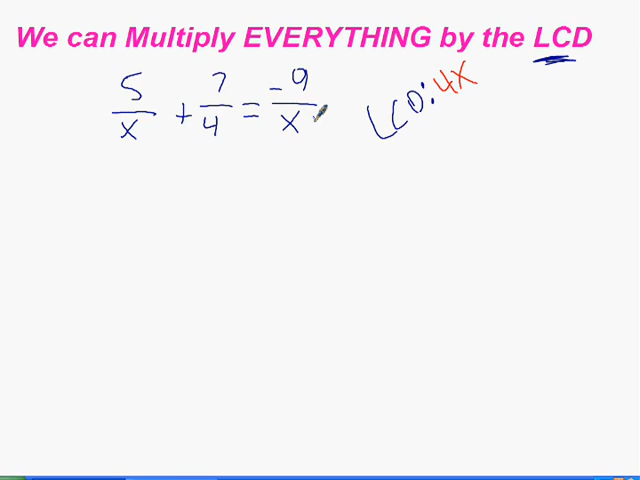 We can Multiply EVERYTHING by the LCD
5/x + 7/4 = -9/x
LCD: 4x